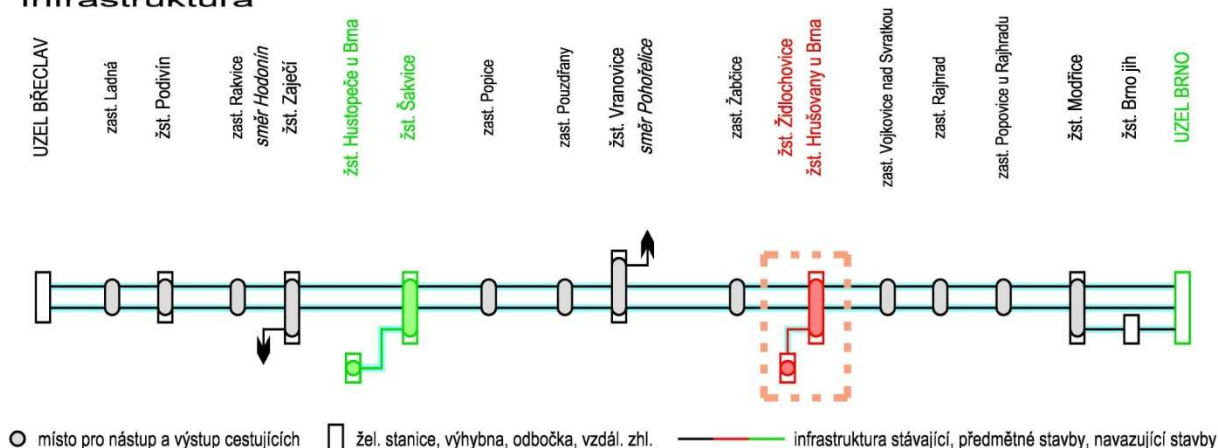 Infrastruktura
UZEL BŘECLAV
zast. Ladná
žst. Podivín
zast. Rakvice
směr Hodonín
žst. Zaječí
žst. Hustopeče u Brna
žst. Šakvice
zast. Popice
zast. Pouzdřany
žst. Vranovice
směr Pohořelice
zast. Žabčice
žst. Židlochovice
žst. Hrušovany u Brna
zast. Vojkovice nad Svratkou
zast. Rajhrad
zast. Popovice u Rajhradu
žst. Modřice
žst. Brno jih
UZEL BRNO
místo pro nástup a výstup cestujících
žel. stanice, výhybna, odbočka, vzdál. zhl.
infrastruktura stávající, předmětné stavby, navazující stavby